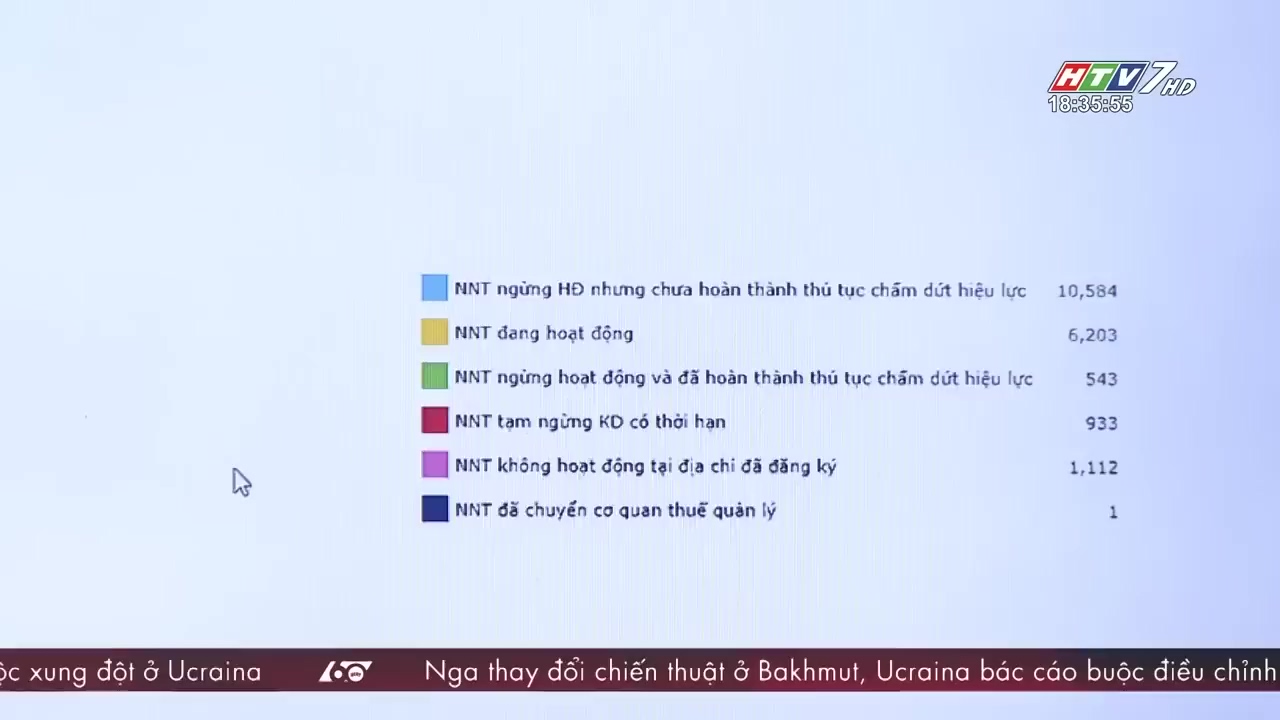 HTV7HD
18:35:55
NNT ngừng HĐ nhưng chưa hoàn thành thủ tục chấm dứt hiệu lực 10,584
NNT đang hoạt động 6,203
NNT ngừng hoạt động và đã hoàn thành thủ tục chấm dứt hiệu lực 543
NNT tạm ngừng KD có thời hạn 933
NNT không hoạt động tại địa chỉ đã đăng ký 1,112
NNT đã chuyển cơ quan thuế quản lý 1
ộc xung đột ở Ucraina 60 Nga thay đổi chiến thuật ở Bakhmut, Ucraina bác cáo buộc điều chỉnh